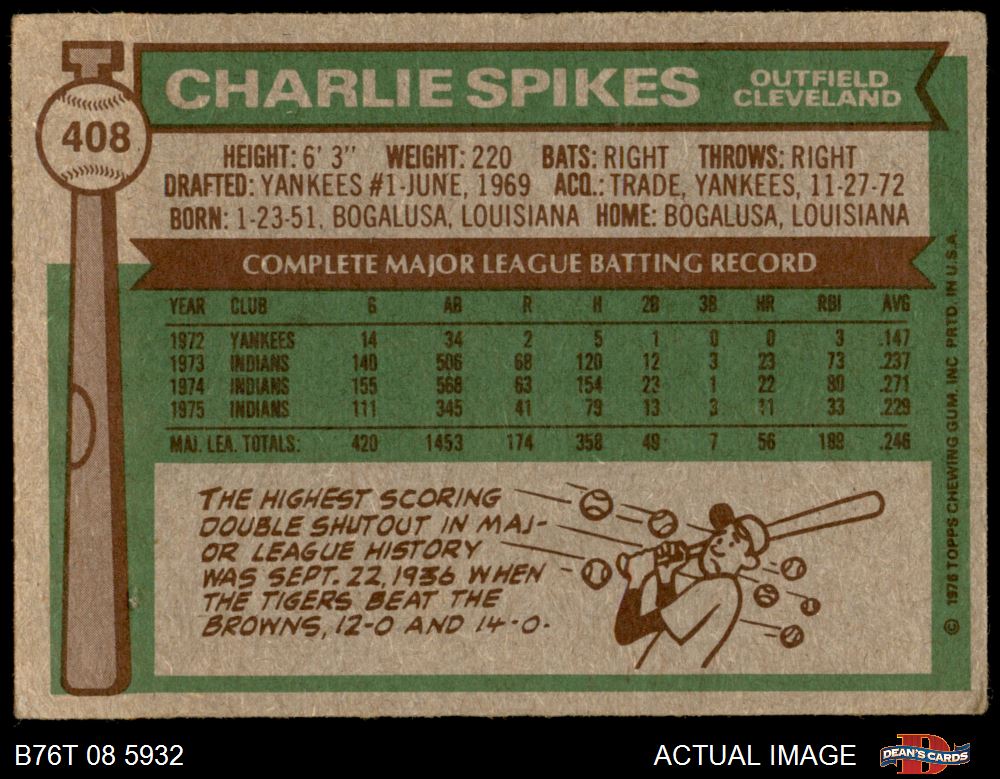 408
CHARLIE SPIKES
OUTFIELD
CLEVELAND
HEIGHT: 6' 3" WEIGHT: 220 BATS: RIGHT THROWS: RIGHT
DRAFTED: YANKEES #1-JUNE, 1969 ACQ.: TRADE, YANKEES, 11-27-72
BORN: 1-23-51, BOGALUSA, LOUISIANA HOME: BOGALUSA, LOUISIANA
COMPLETE MAJOR LEAGUE BATTING RECORD
YEAR CLUB G AB R H 2B 3B HR RBI AVG
1972 YANKEES 14 34 2 5 1 0 0 3 .147
1973 INDIANS 140 506 68 120 12 3 23 73 .237
1974 INDIANS 155 568 63 154 23 1 22 80 .271
1975 INDIANS 111 345 41 79 13 3 11 33 .229
MAJ. LEA. TOTALS: 420 1453 174 358 49 7 56 189 .246
THE HIGHEST SCORING
DOUBLE SHUTOUT IN MAJ-
OR LEAGUE HISTORY
WAS SEPT. 22, 1936 WHEN
THE TIGERS BEAT THE
BROWNS, 12-0 AND 14-0.
© 1976 TOPPS CHEWING GUM, INC PRTD. IN U.S.A.
B76T 08 5932
ACTUAL IMAGE
DEAN'S CARDS